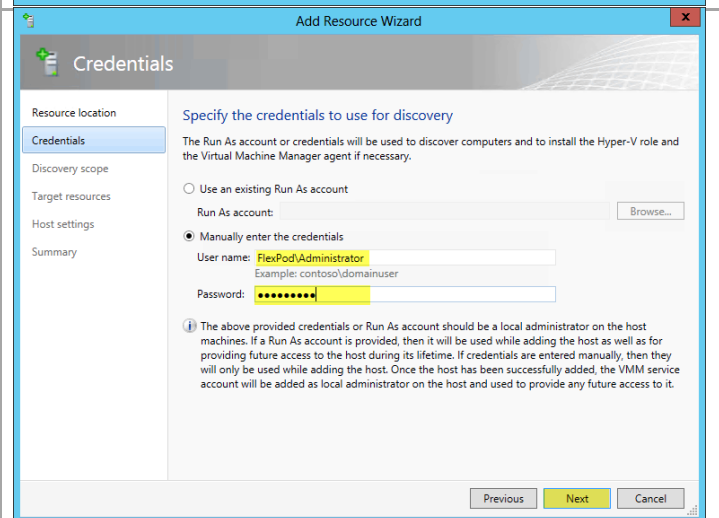 Add Resource Wizard
x
Credentials
Resource location
Credentials
Discovery scope
Target resources
Host settings
Summary
Specify the credentials to use for discovery
The Run As account or credentials will be used to discover computers and to install the Hyper-V role and
the Virtual Machine Manager agent if necessary.
Use an existing Run As account
Run As account:
Browse...
Manually enter the credentials
User name: FlexPod\Administrator
Example: contoso\domainuser
Password: ●●●●●●●●●
The above provided credentials or Run As account should be a local administrator on the host
machines. If a Run As account is provided, then it will be used while adding the host as well as for
providing future access to the host during its lifetime. If credentials are entered manually, then they
will only be used while adding the host. Once the host has been successfully added, the VMM service
account will be added as local administrator on the host and used to provide any future access to it.
Previous Next Cancel